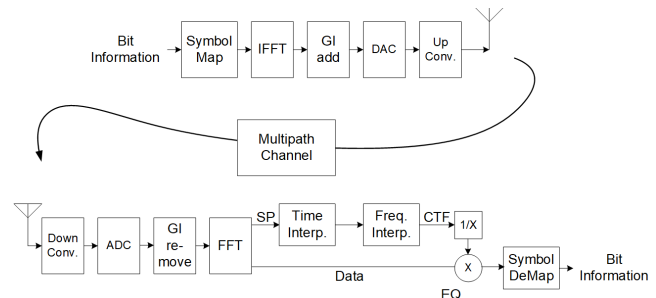 Bit
Information
Symbol
Map
IFFT
GI
add
DAC
Up
Conv.
Multipath
Channel
Down
Conv.
ADC
GI
re-
move
FFT
SP
Time
Interp.
Freq.
Interp.
CTF
1/X
Data
X
EQ
Symbol
DeMap
Bit
Information